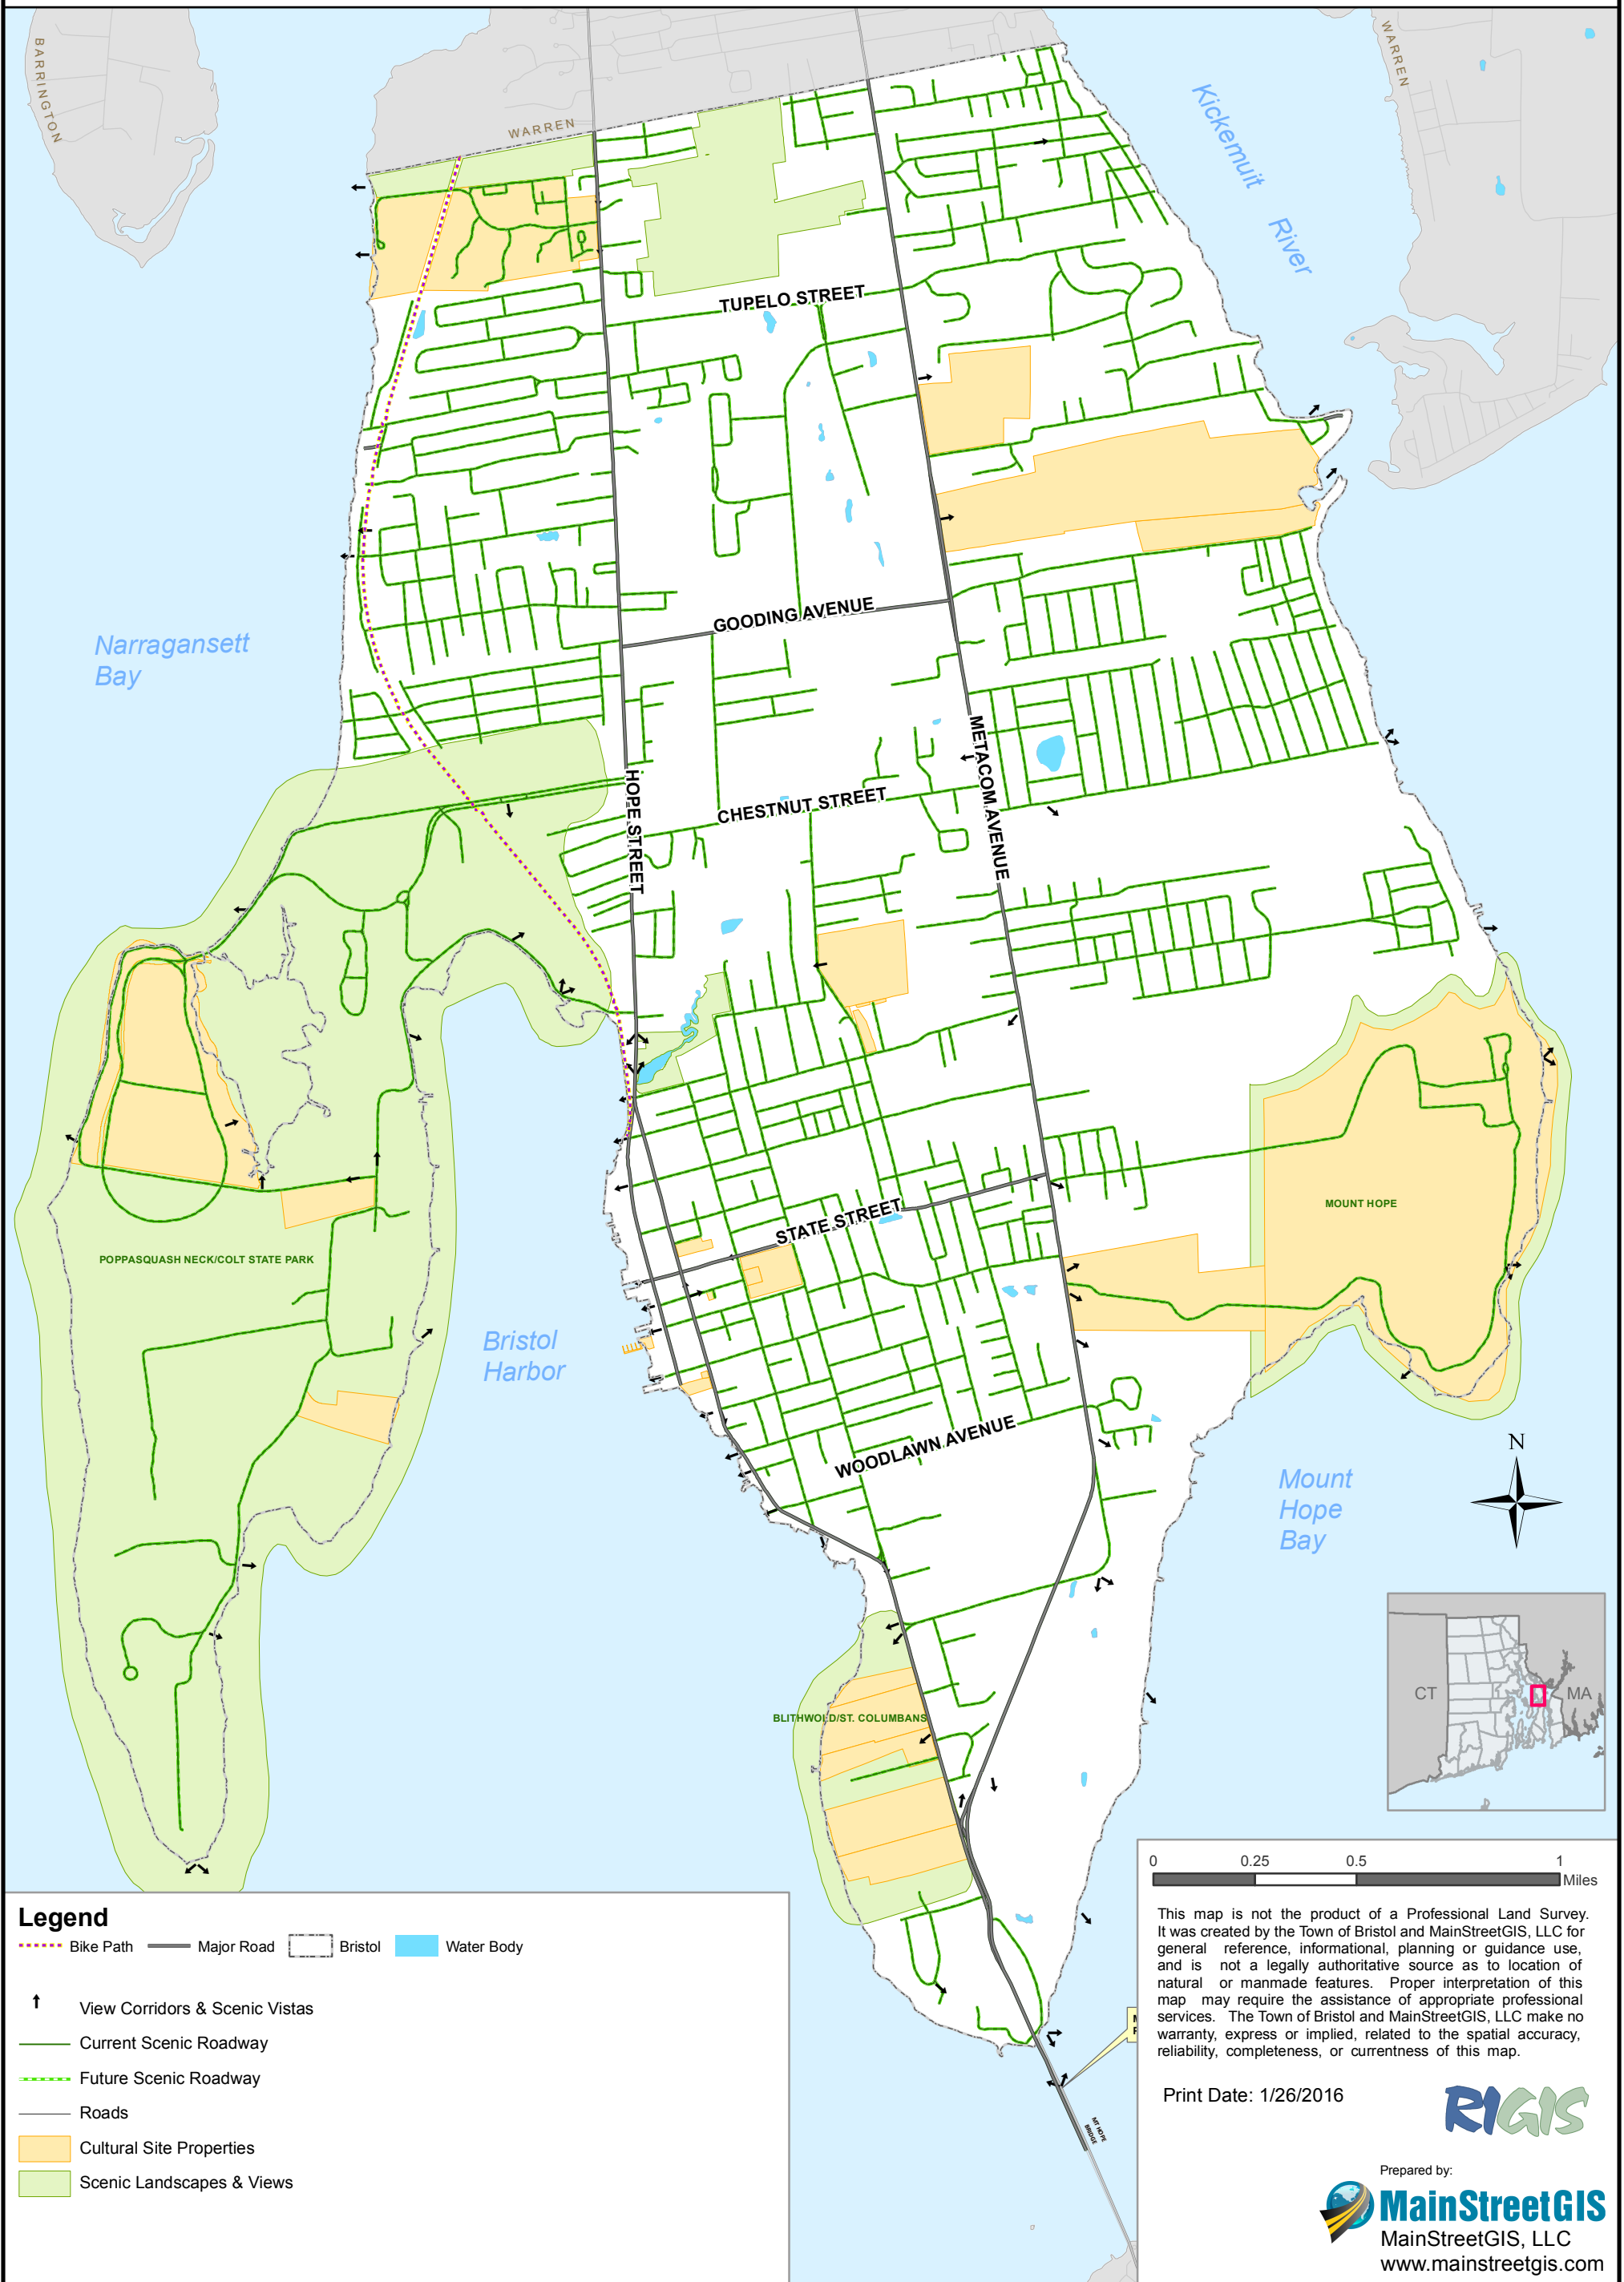 BARRINGTON
WARREN
WARREN
Kickemuit
River
TUPELO STREET
GOODING AVENUE
Narragansett
Bay
HOPE STREET
METACOM AVENUE
CHESTNUT STREET
MOUNT HOPE
STATE STREET
POPPASQUASH NECK/COLT STATE PARK
Bristol
Harbor
WOODLAWN AVENUE
N
Mount
Hope
Bay
CT
MA
BLITHWOLD/ST. COLUMBANS
MT HOPE
BRIDGE
Legend
Bike Path
Major Road
Bristol
Water Body
View Corridors & Scenic Vistas
Current Scenic Roadway
Future Scenic Roadway
Roads
Cultural Site Properties
Scenic Landscapes & Views
0 0.25 0.5 1
Miles
This map is not the product of a Professional Land Survey.
It was created by the Town of Bristol and MainStreetGIS, LLC for
general reference, informational, planning or guidance use,
and is not a legally authoritative source as to location of
natural or manmade features. Proper interpretation of this
map may require the assistance of appropriate professional
services. The Town of Bristol and MainStreetGIS, LLC make no
warranty, express or implied, related to the spatial accuracy,
reliability, completeness, or currentness of this map.
Print Date: 1/26/2016
RIGIS
Prepared by:
MainStreetGIS
MainStreetGIS, LLC
www.mainstreetgis.com